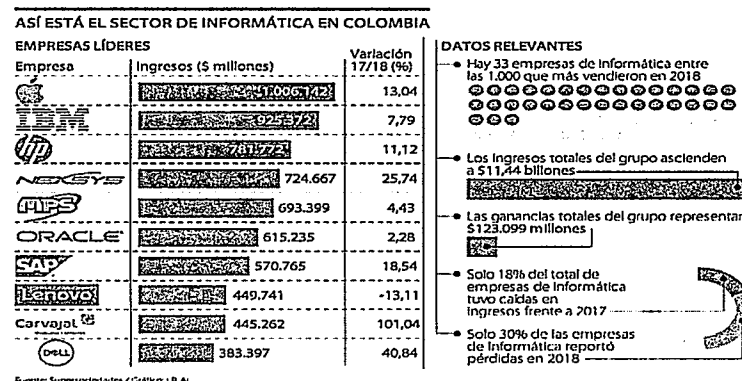 ASÍ ESTÁ EL SECTOR DE INFORMÁTICA EN COLOMBIA
EMPRESAS LÍDERES
Empresa Ingresos ($ millones) Variación 17/18 (%)
1.006.142 13,04
IBM 925.372 7,79
hp 781.773 11,12
NEXSYS 724.667 25,74
MPS 693.399 4,43
ORACLE 615.235 2,28
SAP 570.765 18,54
Lenovo 449.741 -13,11
Carvajal 445.262 101,04
DELL 383.397 40,84
DATOS RELEVANTES
Hay 33 empresas de informática entre
las 1.000 que más vendieron en 2018
Los ingresos totales del grupo ascienden
a $11,44 billones
Las ganancias totales del grupo representan
$123.099 millones
Solo 18% del total de
empresas de informática
tuvo caídas en
ingresos frente a 2017
Solo 30% de las empresas
de informática reportó
pérdidas en 2018